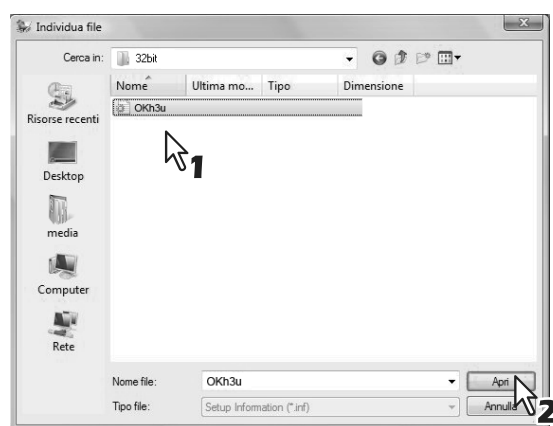 Individua file
Cerca in: 32bit
Nome Ultima mo... Tipo Dimensione
OKh3u
1
Risorse recenti
Desktop
media
Computer
Rete
Nome file: OKh3u Apri
Tipo file: Setup Information (*.inf) Annulla
2